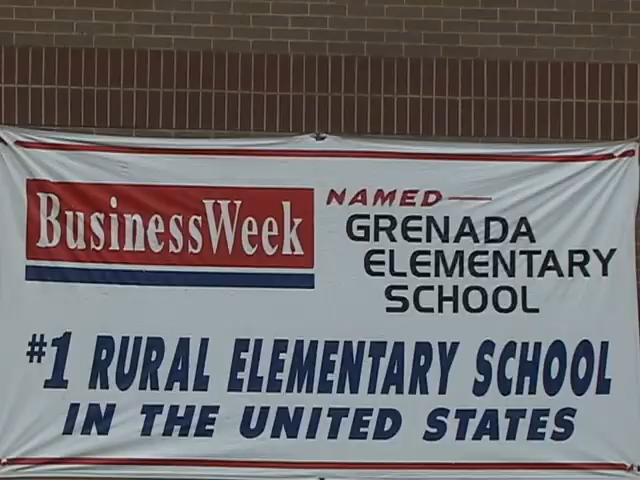 BusinessWeek
NAMED—
GRENADA
ELEMENTARY
SCHOOL
#1 RURAL ELEMENTARY SCHOOL
IN THE UNITED STATES